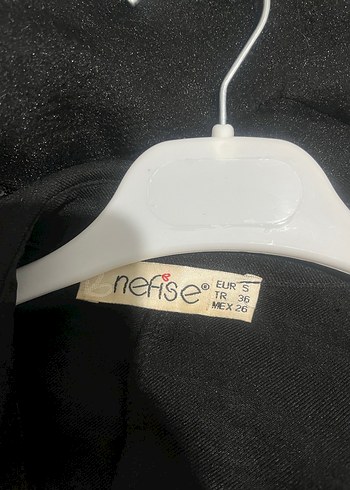 nefise®
EUR S
TR 36
MEX 26